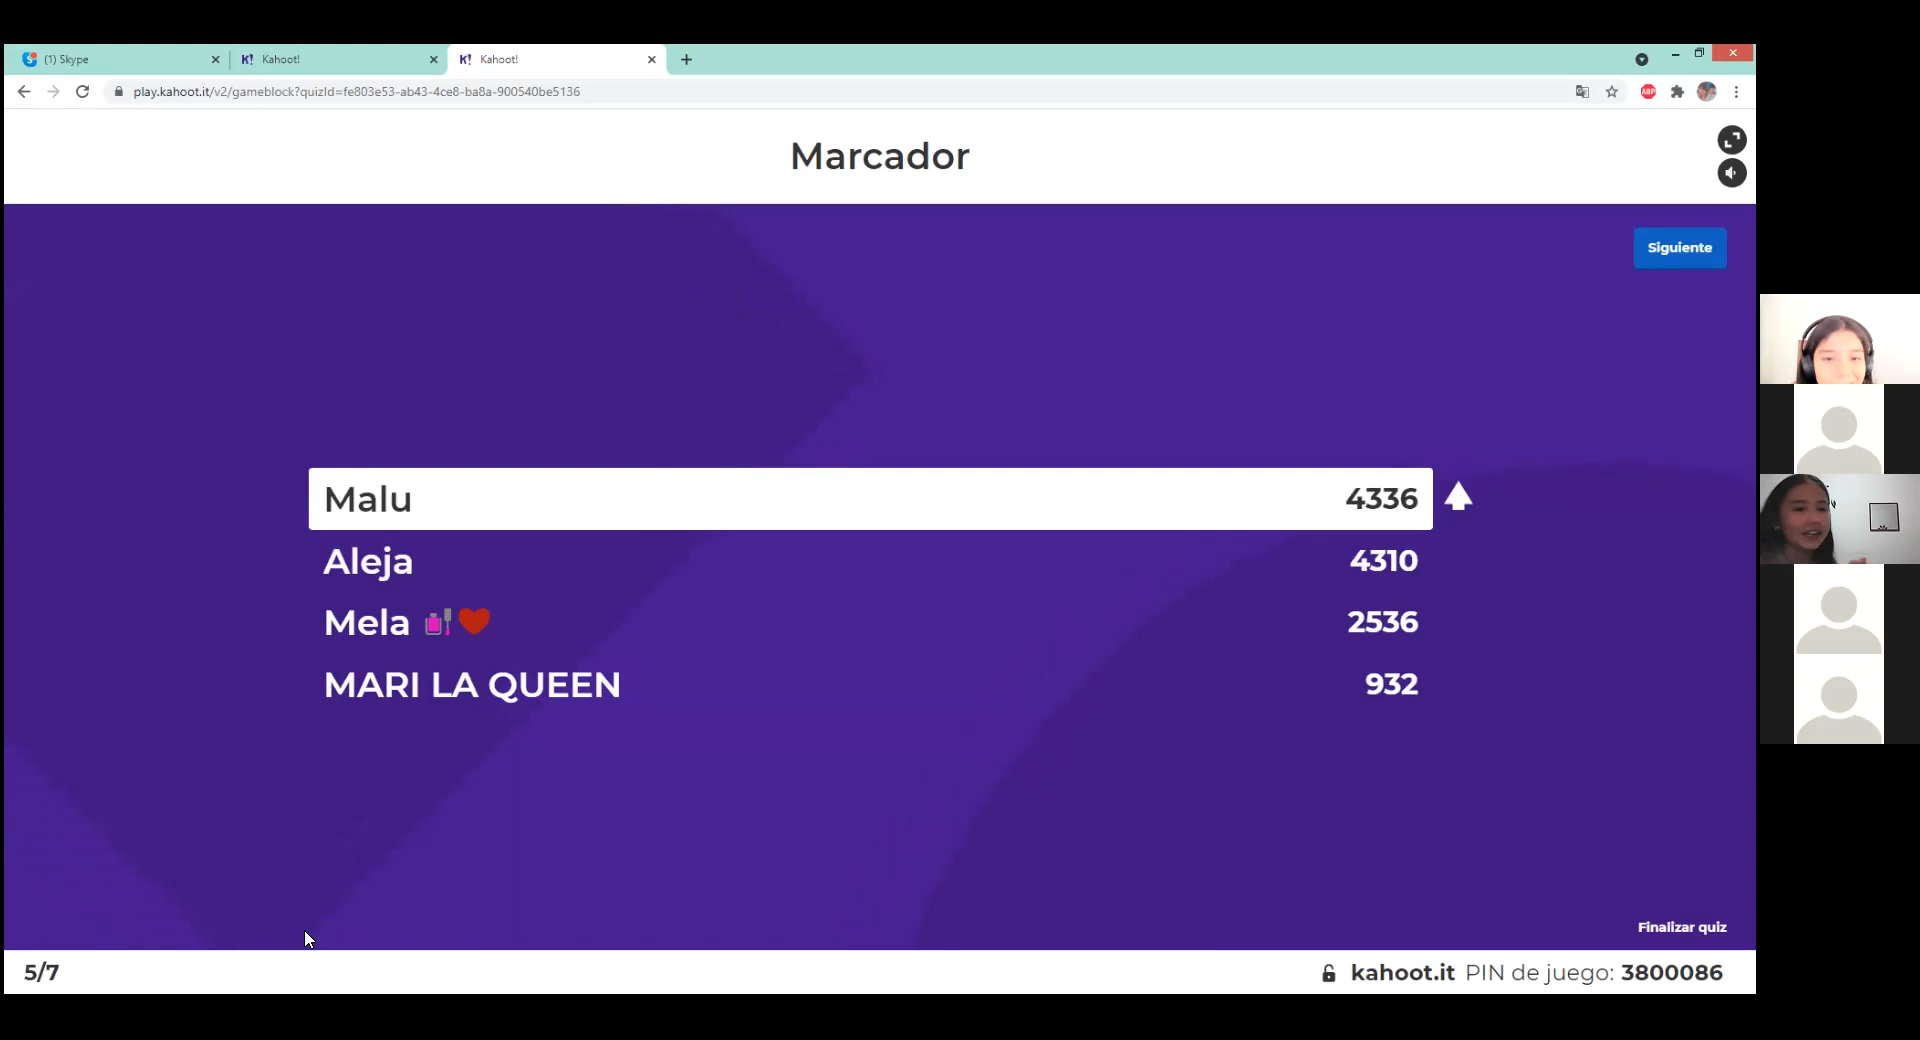 (1) Skype
K! Kahoot!
K! Kahoot!
play.kahoot.it/v2/gameblock?quizId=fe803e53-ab43-4ce8-ba8a-900540be5136
ABP
Marcador
Siguiente
Malu 4336
Aleja 4310
Mela 2536
MARI LA QUEEN 932
Finalizar quiz
5/7
kahoot.it PIN de juego: 3800086